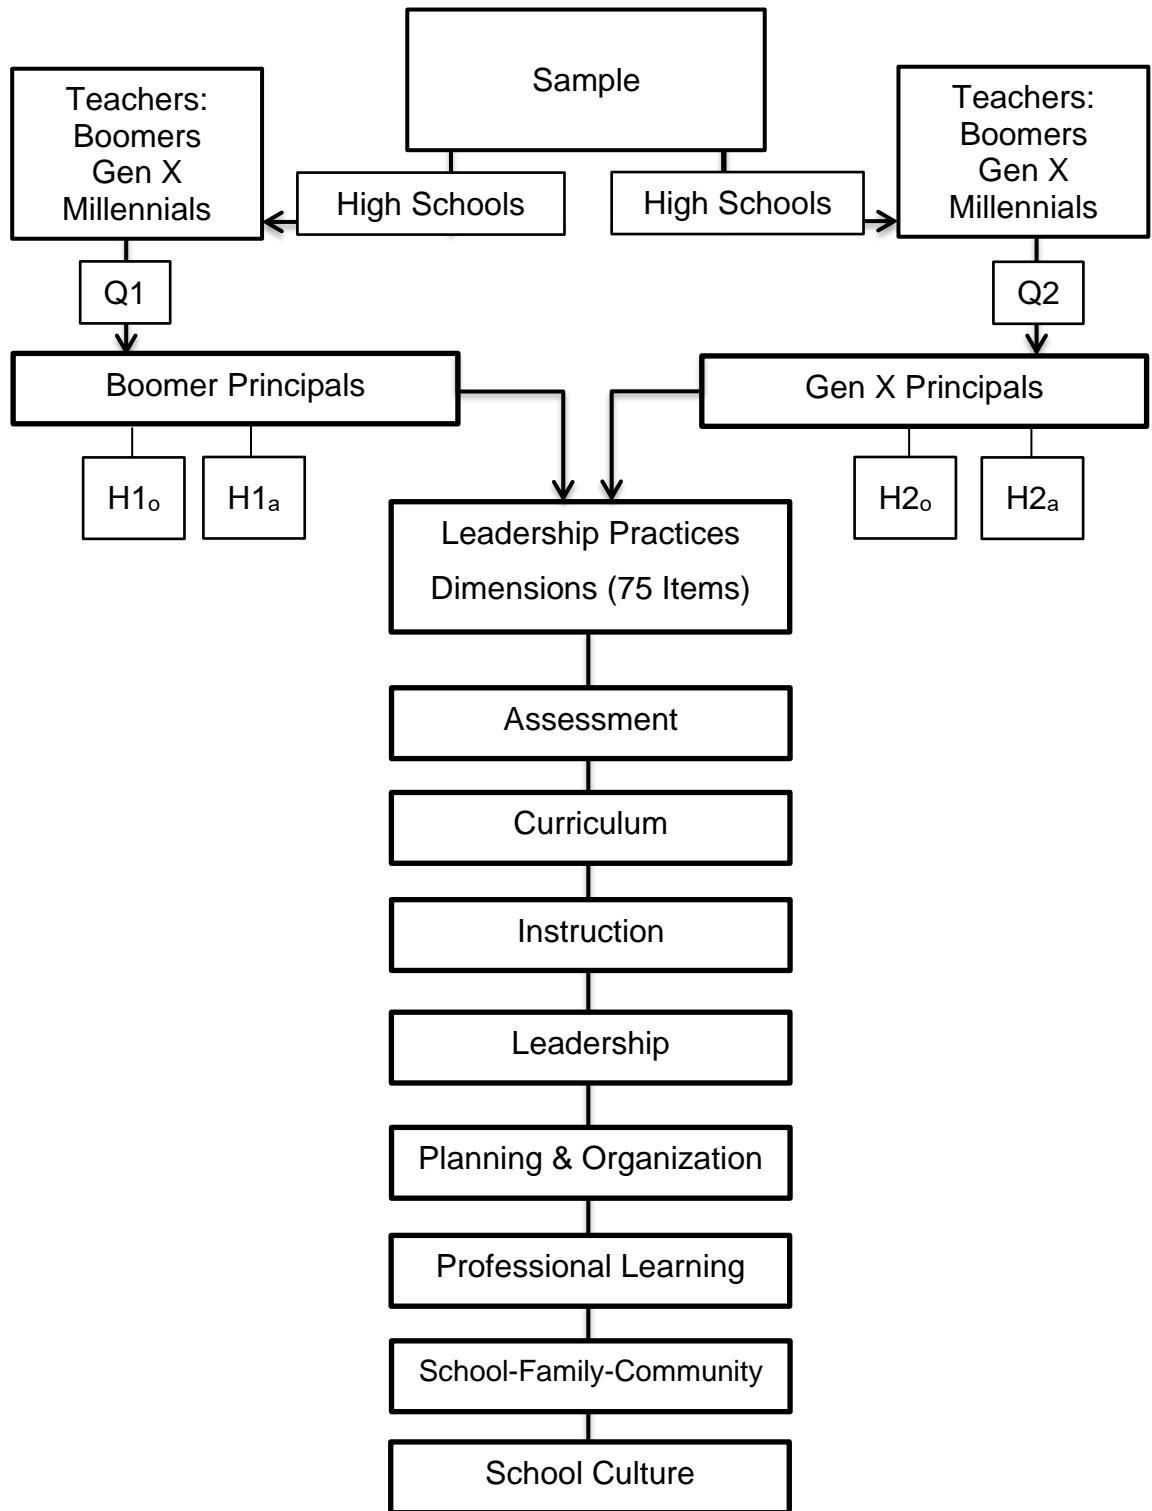 Sample
Teachers:
Boomers
Gen X
Millennials
Teachers:
Boomers
Gen X
Millennials
High Schools
High Schools
Q1
Q2
Boomer Principals
Gen X Principals
H1o
H1a
H2o
H2a
Leadership Practices
Dimensions (75 Items)
Assessment
Curriculum
Instruction
Leadership
Planning & Organization
Professional Learning
School-Family-Community
School Culture